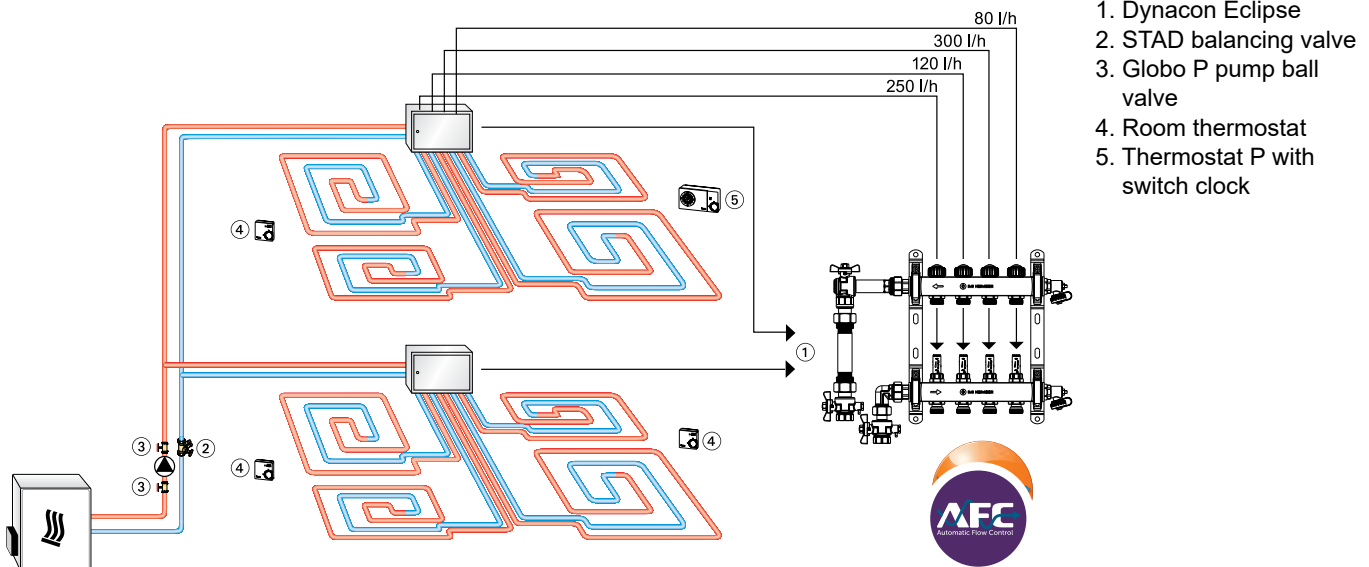 80 l/h
300 l/h
120 l/h
250 l/h
1. Dynacon Eclipse
2. STAD balancing valve
3. Globo P pump ball
valve
4. Room thermostat
5. Thermostat P with
switch clock
4
5
1
4
4
3
2
3
AFC
Automatic Flow Control